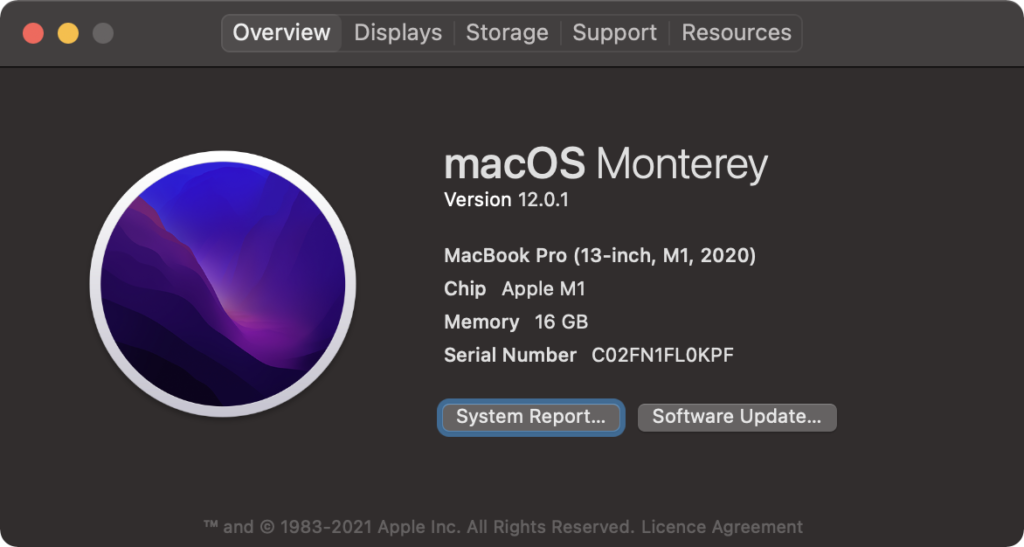 Overview Displays Storage Support Resources
macOS Monterey
Version 12.0.1
MacBook Pro (13-inch, M1, 2020)
Chip Apple M1
Memory 16 GB
Serial Number C02FN1FL0KPF
System Report... Software Update...
™ and © 1983-2021 Apple Inc. All Rights Reserved. Licence Agreement